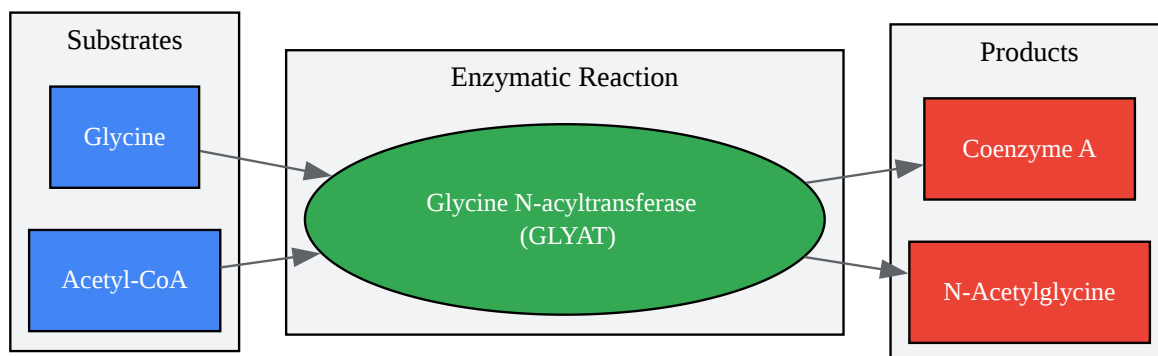 Substrates
Glycine
Acetyl-CoA
Enzymatic Reaction
Glycine N-acyltransferase
(GLYAT)
Products
Coenzyme A
N-Acetylglycine